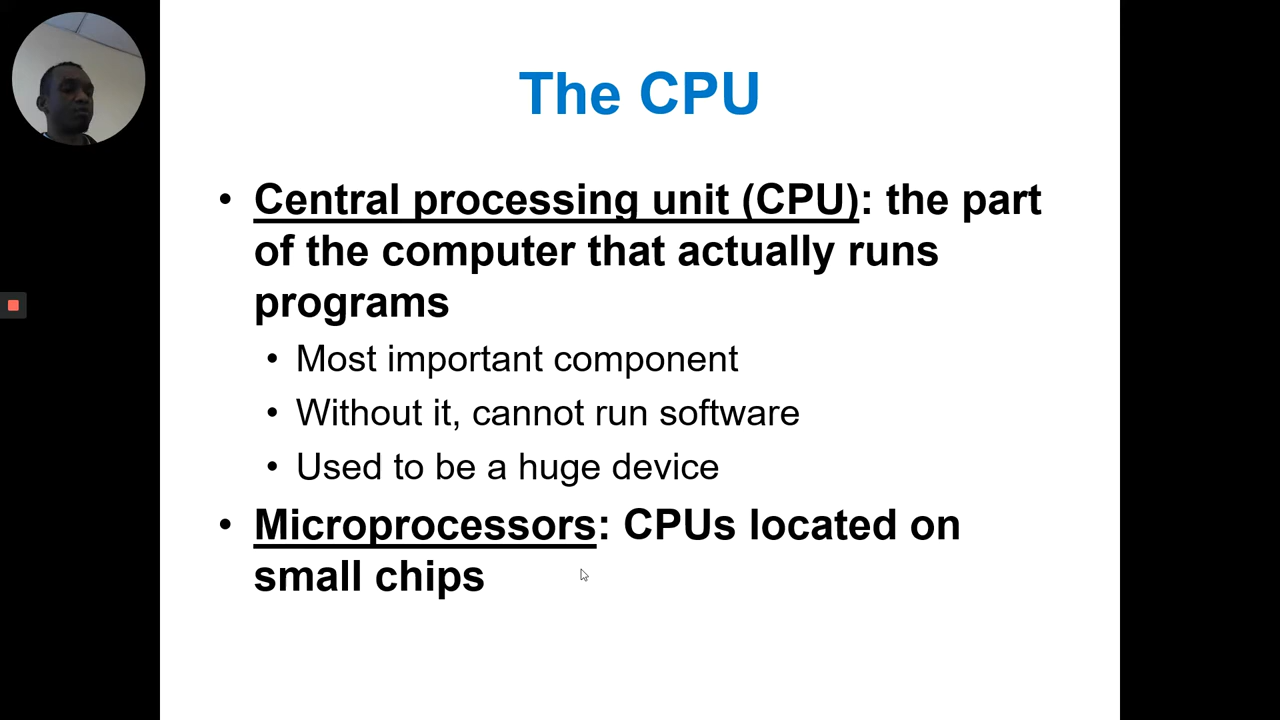 The CPU
• Central processing unit (CPU): the part
of the computer that actually runs
programs
• Most important component
• Without it, cannot run software
• Used to be a huge device
• Microprocessors: CPUs located on
small chips